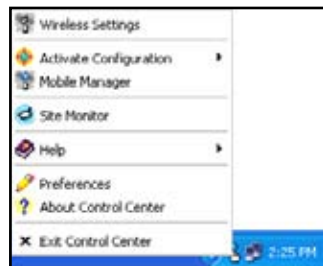 Wireless Settings
Activate Configuration
Mobile Manager
Site Monitor
Help
Preferences
About Control Center
Exit Control Center
2:25 PM